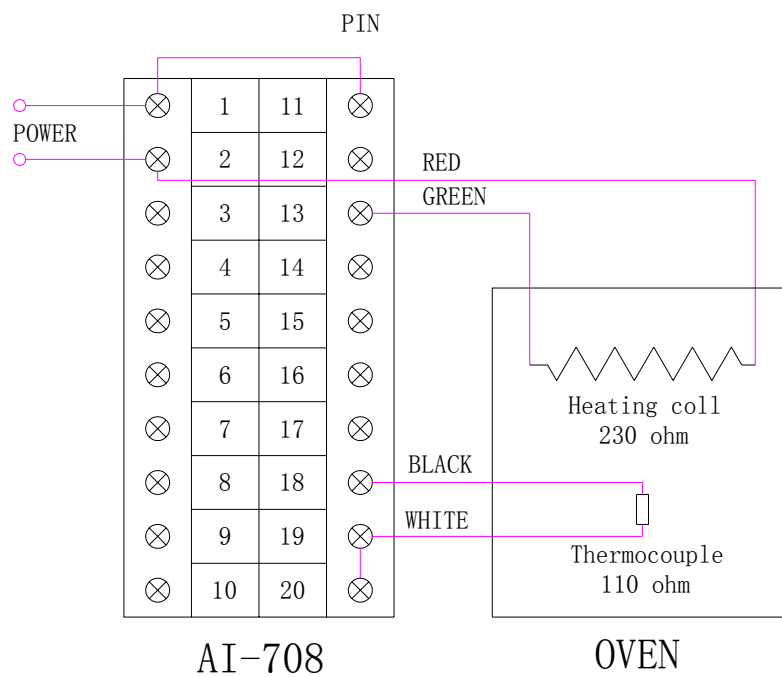 PIN
POWER
1 11
2 12
3 13
4 14
5 15
6 16
7 17
8 18
9 19
10 20
RED
GREEN
Heating coll
230 ohm
BLACK
WHITE
Thermocouple
110 ohm
AI-708
OVEN